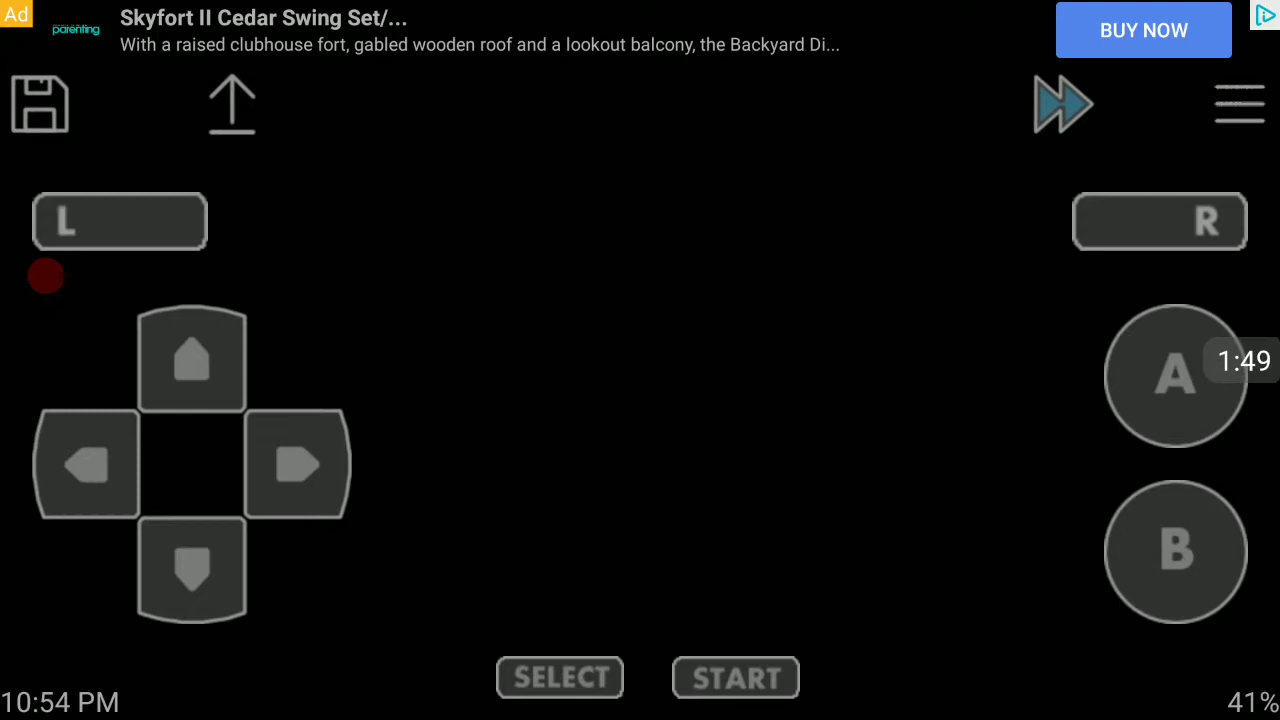 Ad
parenting
Skyfort II Cedar Swing Set/...
With a raised clubhouse fort, gabled wooden roof and a lookout balcony, the Backyard Di...
BUY NOW
L
R
A
1:49
B
SELECT
START
10:54 PM
41%